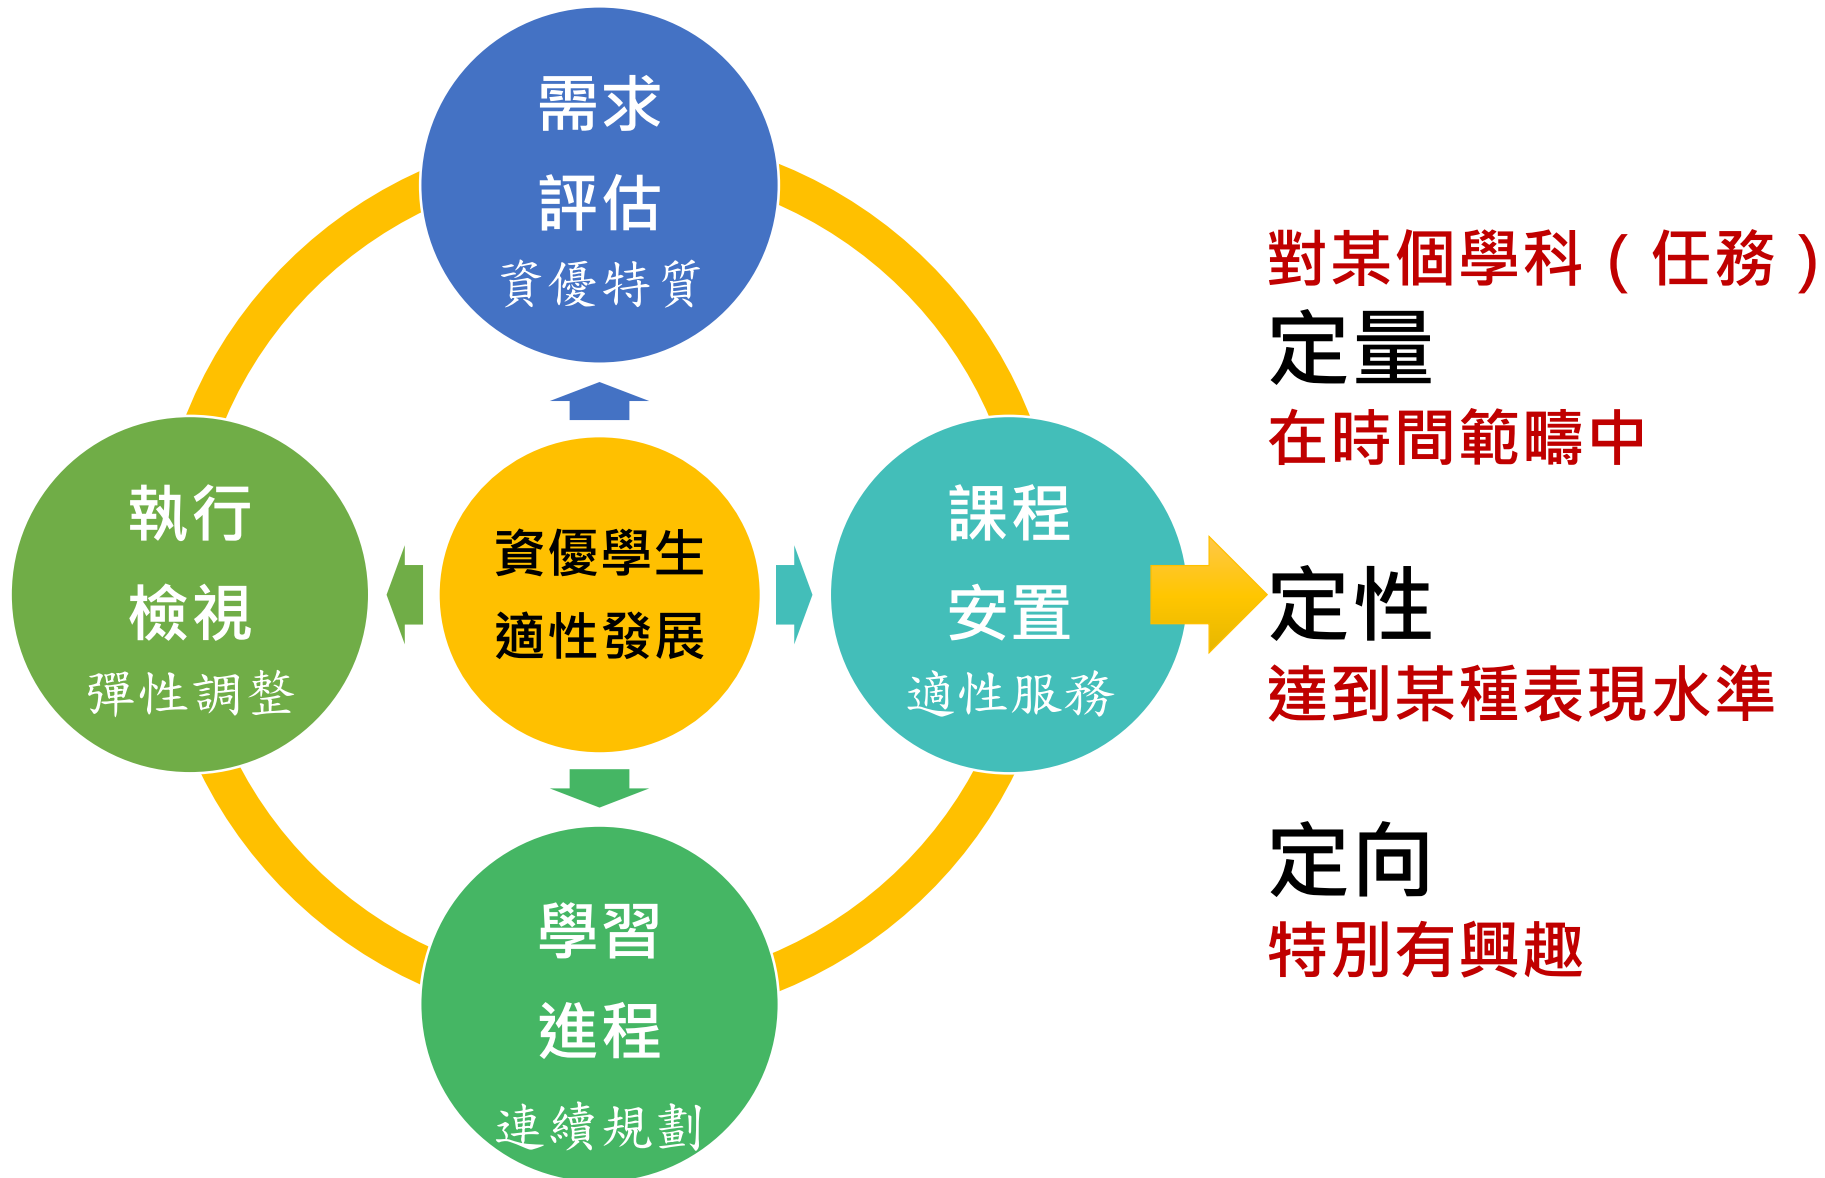 需求
評估
資優特質
執行
檢視
彈性調整
資優學生
適性發展
課程
安置
適性服務
學習
進程
連續規劃
對某個學科（任務）
定量
在時間範疇中
定性
達到某種表現水準
定向
特別有興趣